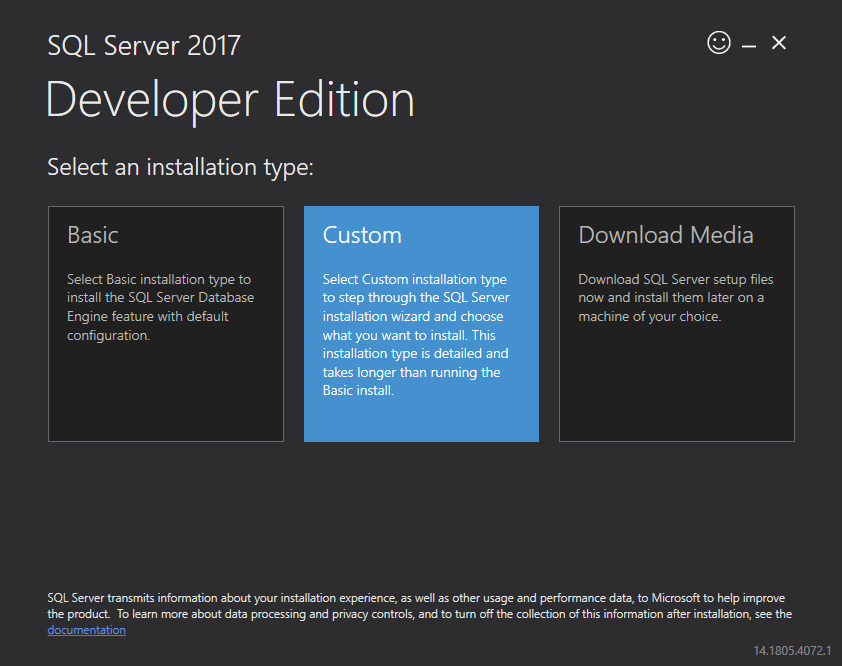 SQL Server 2017
Developer Edition
Select an installation type:
Basic
Select Basic installation type to
install the SQL Server Database
Engine feature with default
configuration.
Custom
Select Custom installation type
to step through the SQL Server
installation wizard and choose
what you want to install. This
installation type is detailed and
takes longer than running the
Basic install.
Download Media
Download SQL Server setup files
now and install them later on a
machine of your choice.
SQL Server transmits information about your installation experience, as well as other usage and performance data, to Microsoft to help improve
the product.  To learn more about data processing and privacy controls, and to turn off the collection of this information after installation, see the
documentation
14.1805.4072.1